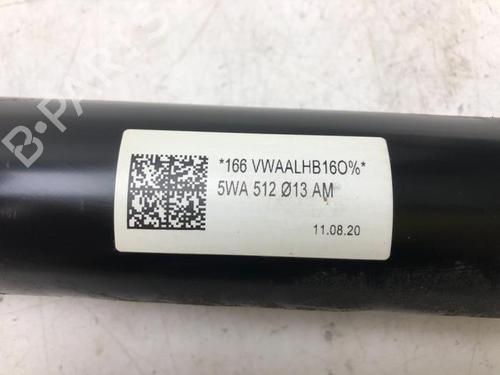 *166 VWAALHB16O%*
5WA 512 Ø13 AM
11.08.20
B-PARTS